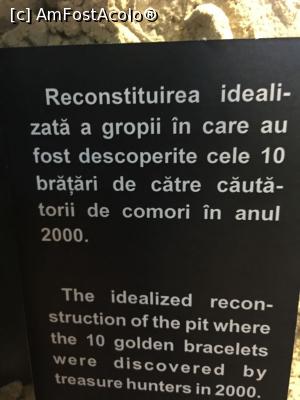 [c] AmFostAcolo®
Reconstituirea ideali-
zată a gropii în care au
fost descoperite cele 10
brățări de către căută-
torii de comori în anul
2000.
The idealized recon-
struction of the pit where
the 10 golden bracelets
were discovered by
treasure hunters in 2000.